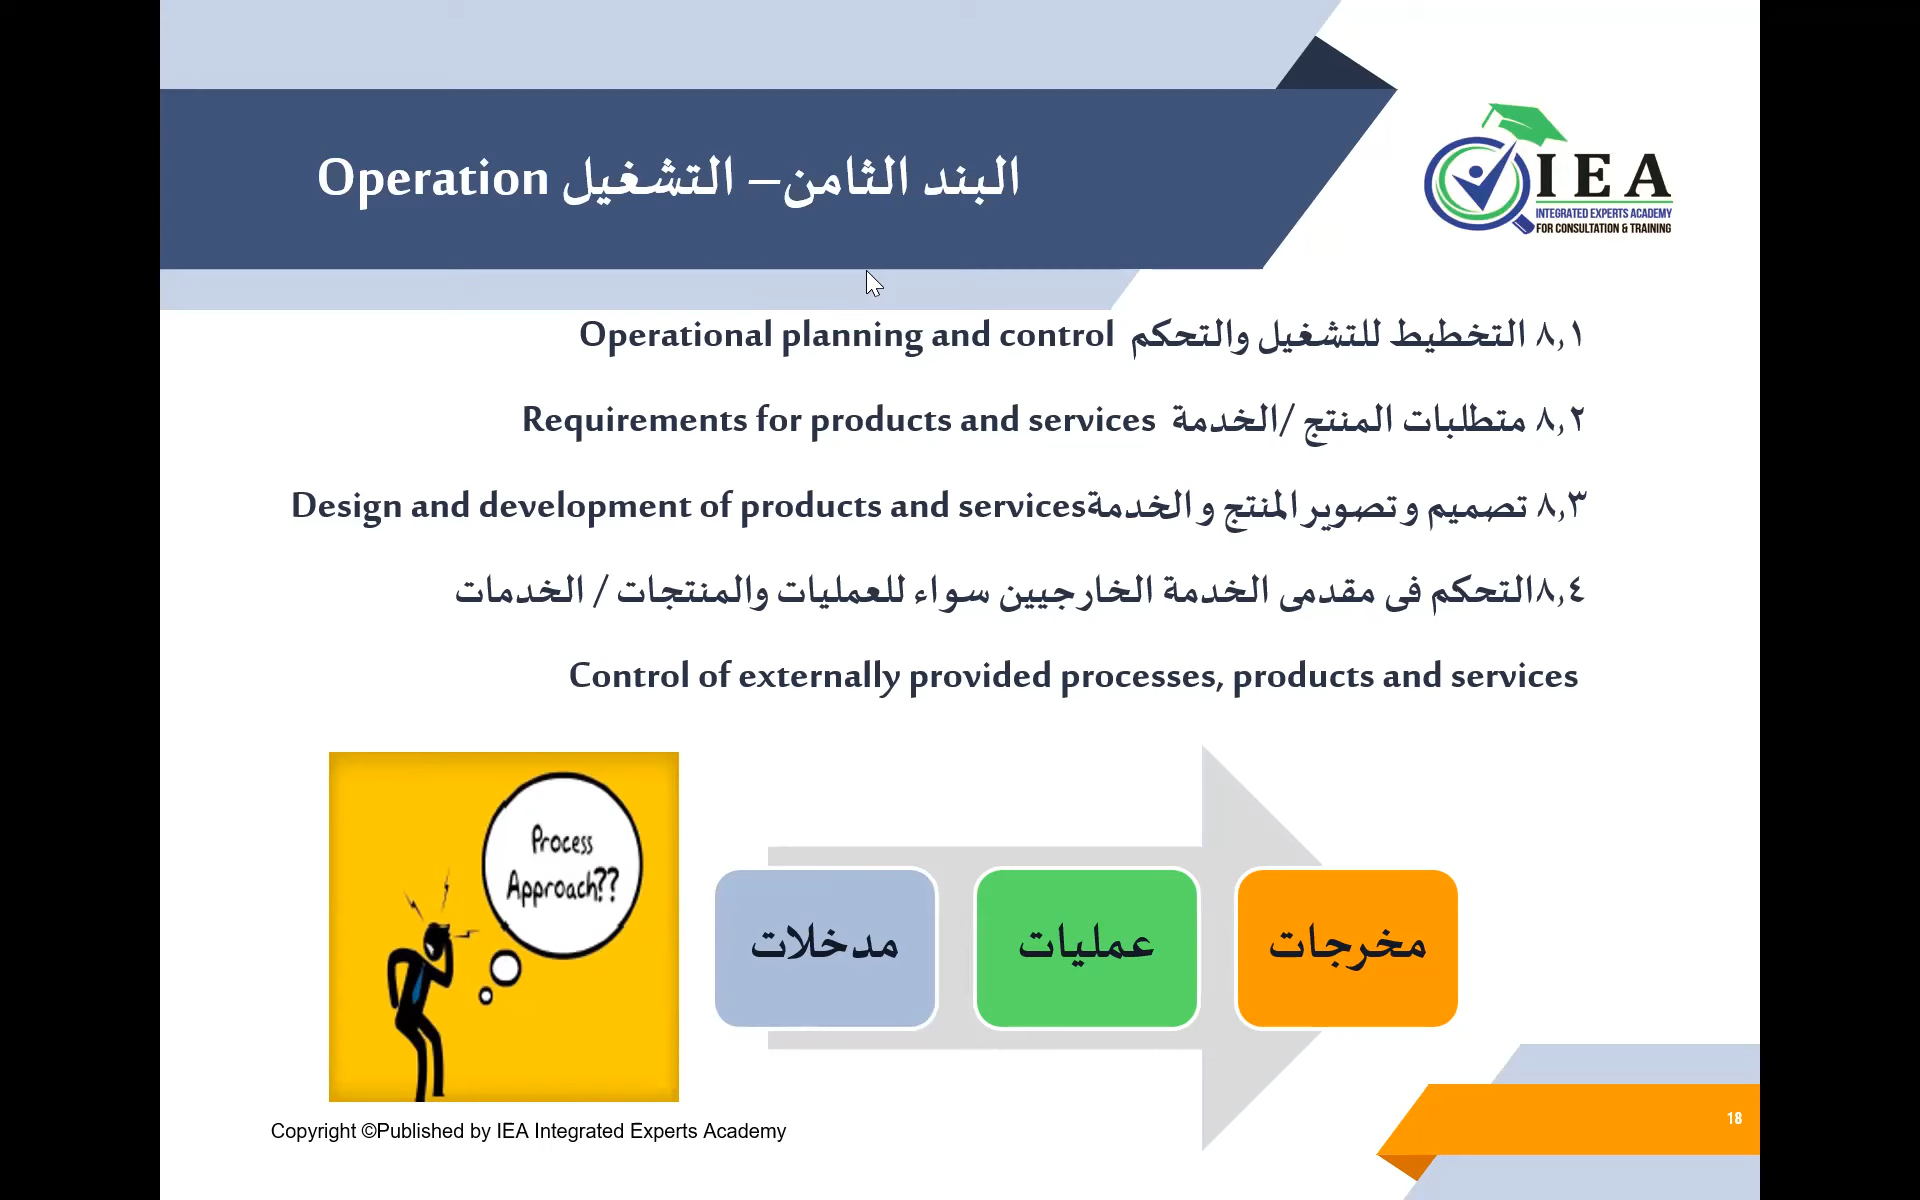 البند الثامن– التشغيل Operation
IEA
INTEGRATED EXPERTS ACADEMY
FOR CONSULTATION & TRAINING
٨,١ التخطيط للتشغيل والتحكم Operational planning and control
٨,٢ متطلبات المنتج /الخدمة Requirements for products and services
٨,٣ تصميم و تصوير المنتج و الخدمةDesign and development of products and services
٨,٤التحكم فى مقدمى الخدمة الخارجيين سواء للعمليات والمنتجات / الخدمات
Control of externally provided processes, products and services
Process
Approach??
مدخلات
عمليات
مخرجات
Copyright ©Published by IEA Integrated Experts Academy
18